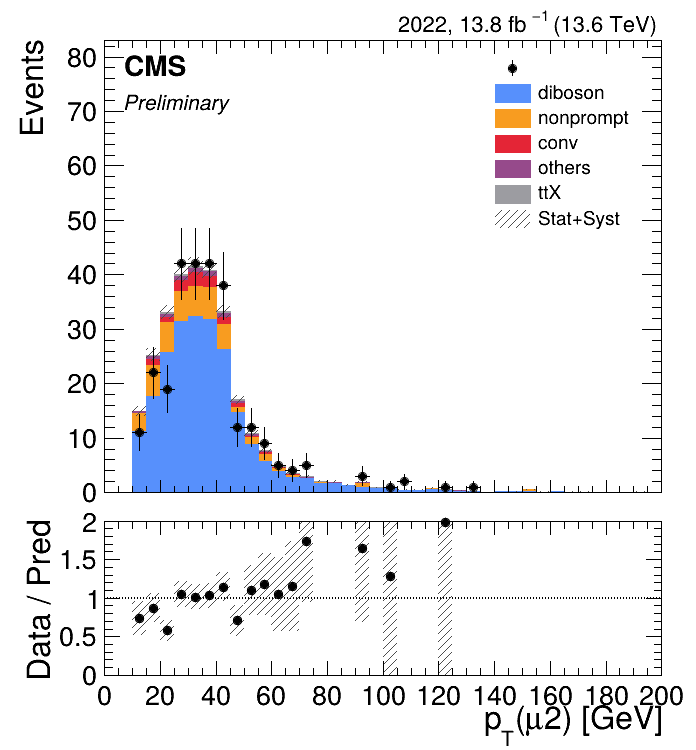 2022, 13.8 fb⁻¹ (13.6 TeV)
CMS
Preliminary
Events
80
70
60
50
40
30
20
10
0
diboson
nonprompt
conv
others
ttX
Stat+Syst
Data / Pred
2
1.5
1
0.5
0
0 20 40 60 80 100 120 140 160 180 200
p_T(μ2) [GeV]